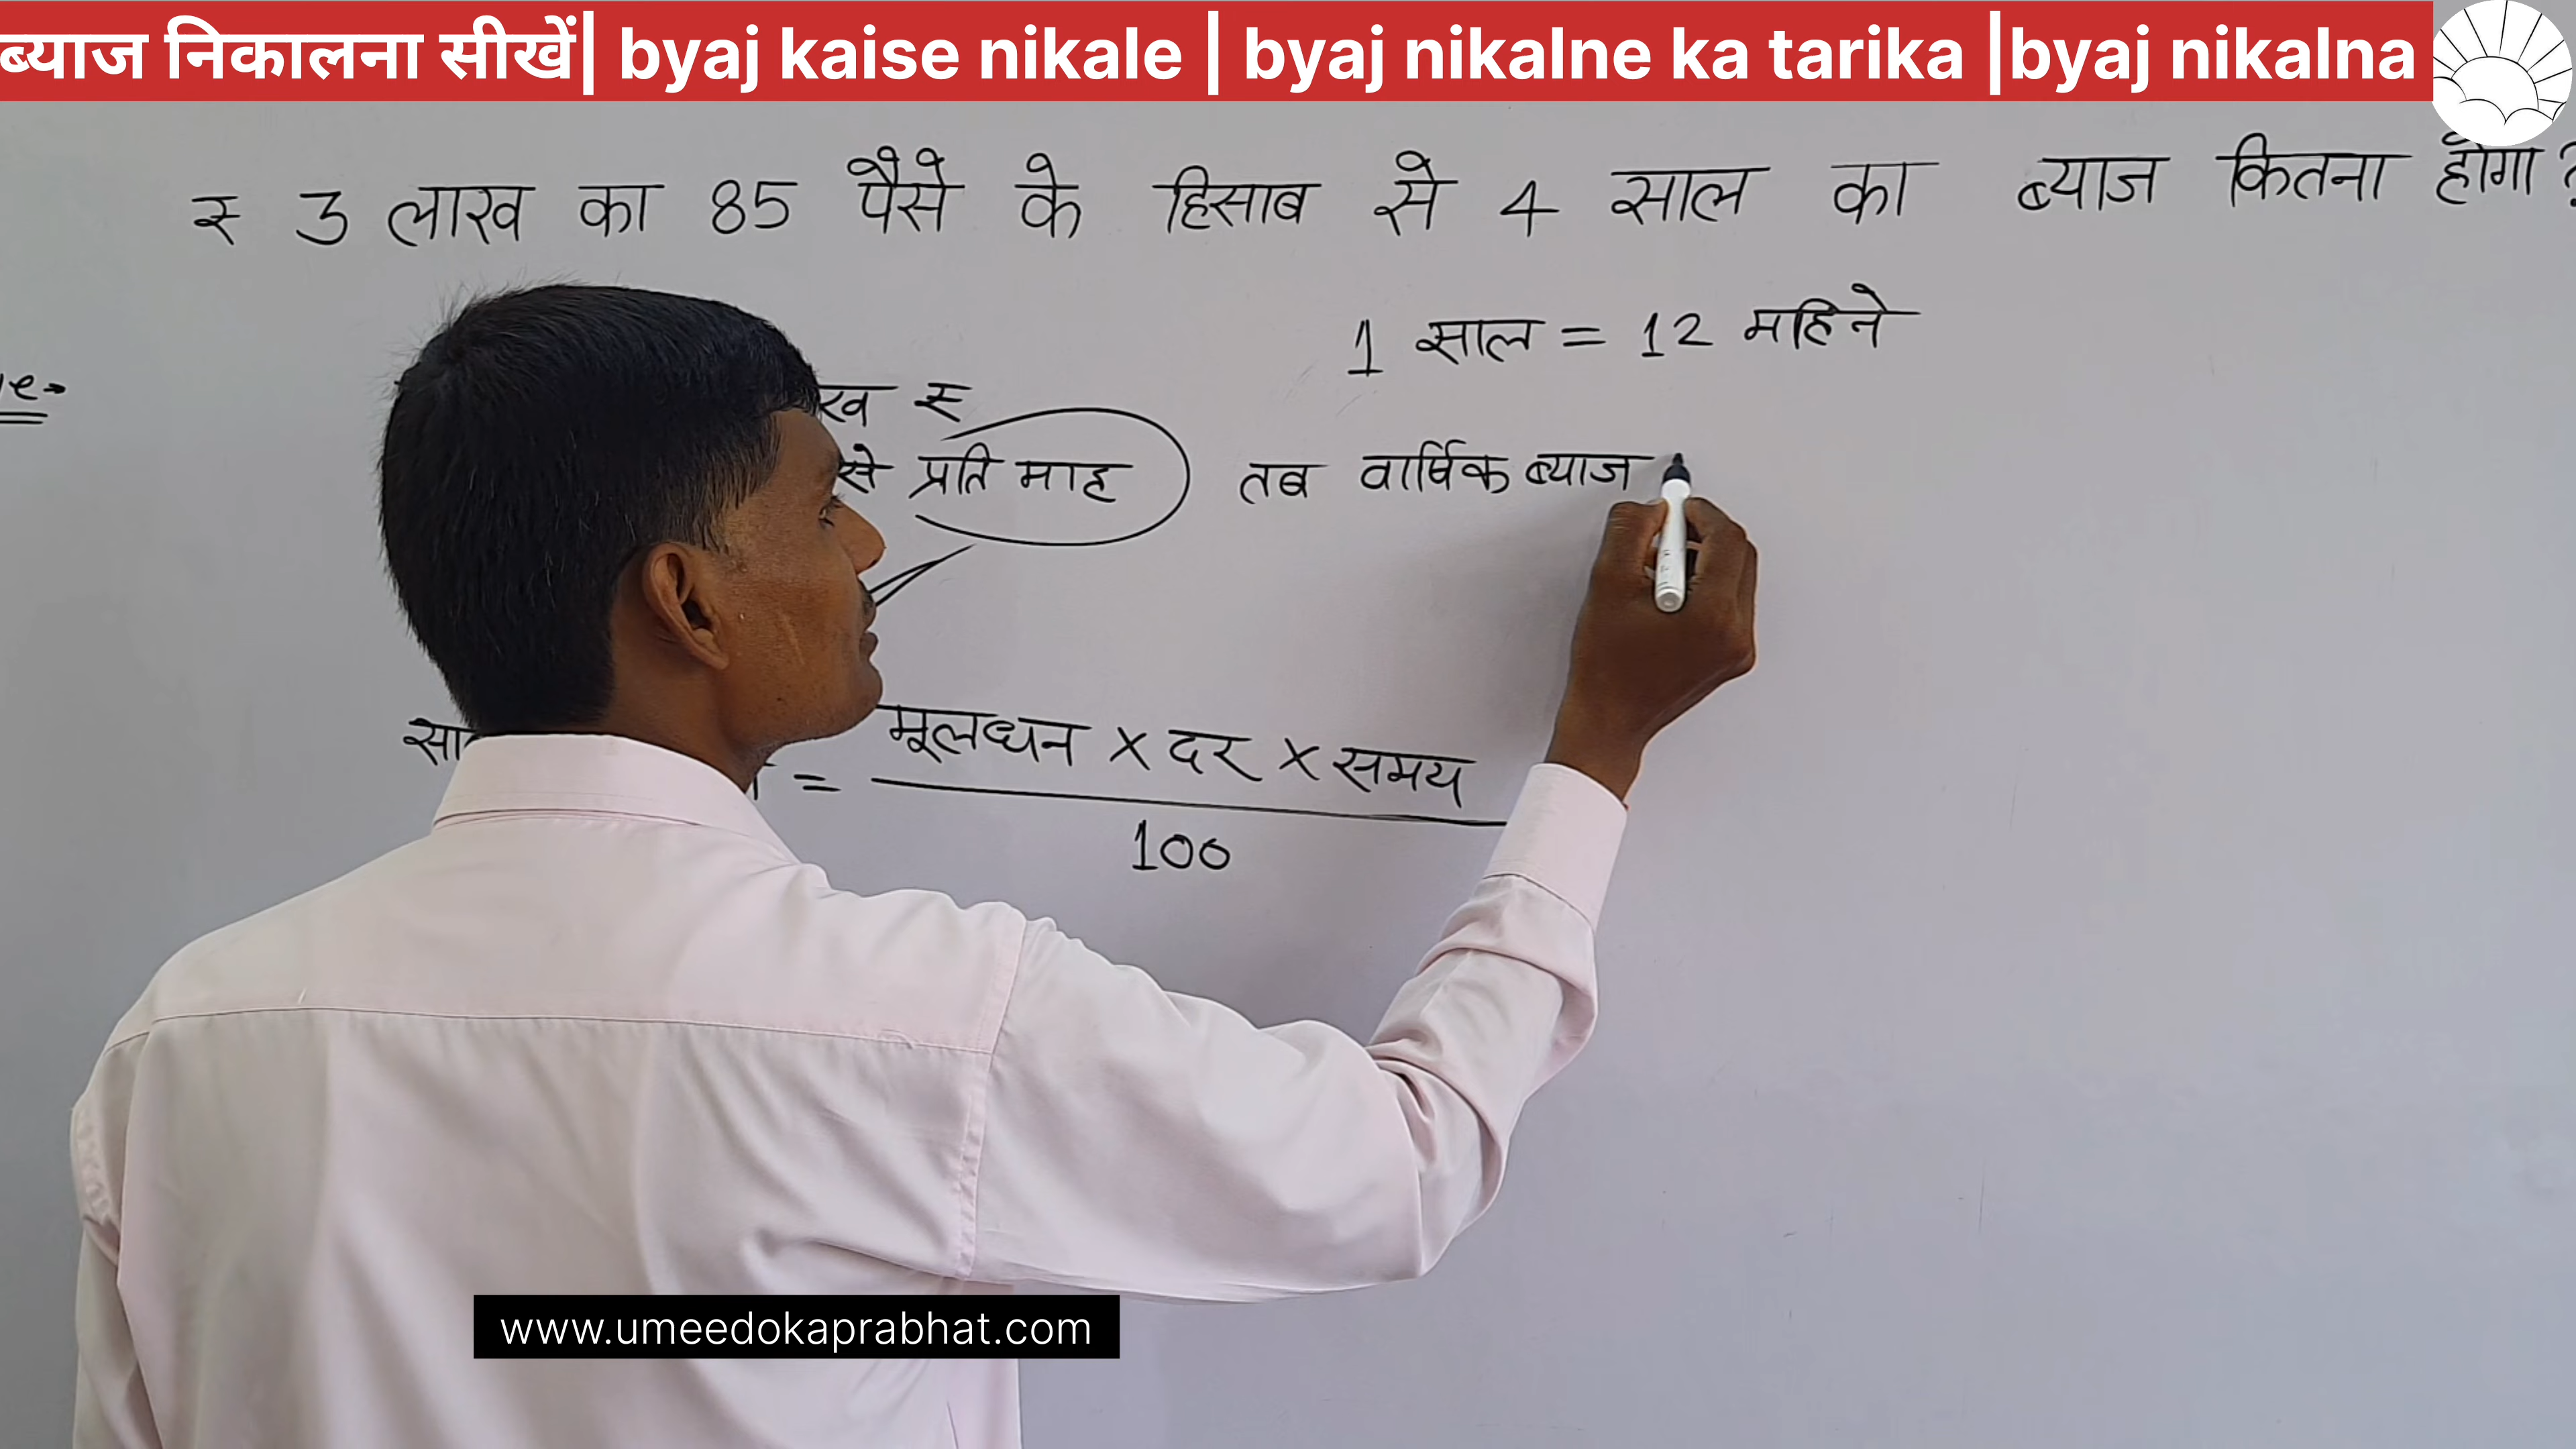 ब्याज निकालना सीखें| byaj kaise nikale | byaj nikalne ka tarika |byaj nikalna
₹ 3 लाख का 85 पैसे के हिसाब से 4 साल का ब्याज कितना होगा ?
1 साल = 12 महिने
ख ₹
से प्रति माह तब वार्षिक ब्याज
= मूलधन × दर × समय
100
www.umeedokaprabhat.com